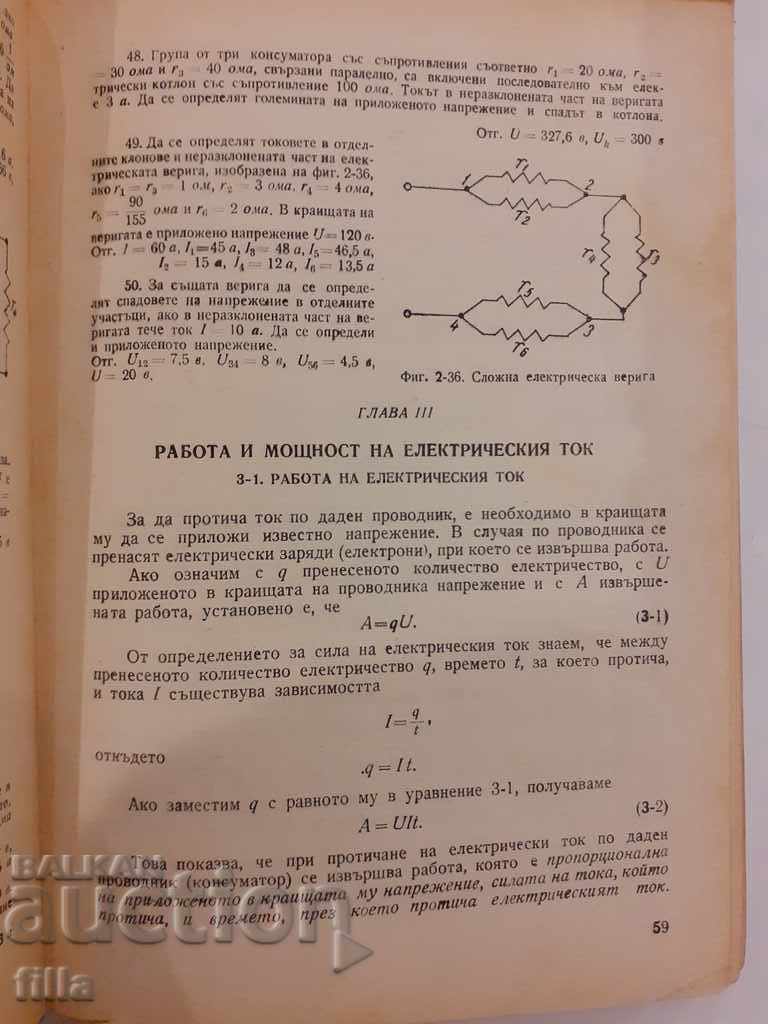 48. Група от три консуматора със съпротивления съответно r₁ = 20 ома, r₂ =
= 30 ома и r₃ = 40 ома, свързани паралелно, са включени последователно към елек-
трически котлон със съпротивление 100 ома. Токът в неразклонената част на веригата
е 3 а. Да се определят големината на приложеното напрежение и спадът в котлона.
Отг. U = 327,6 в, Uₖ = 300 в
49. Да се определят токовете в отдел-
ните клонове и неразклонената част на елек-
трическата верига, изобразена на фиг. 2-36,
ако r₁ = r₃ = 1 ом, r₂ = 3 ома, r₄ = 4 ома,
r₅ = 90/155 ома и r₆ = 2 ома. В краищата на
веригата е приложено напрежение U = 120 в.
Отг. I = 60 а, I₁=45 а, I₃= 48 а, I₅=46,5 а,
I₂ = 15 а, I₄ = 12 а, I₆ = 13,5 а
50. За същата верига да се опреде-
лят спадовете на напрежение в отделните
участъци, ако в неразклонената част на ве-
ригата тече ток I = 10 а. Да се определи
и приложеното напрежение.
Отг. U₁₂ = 7,5 в, U₃₄ = 8 в, U₅₆ = 4,5 в,
U = 20 в.
r₁
1
2
r₂
r₄
r₃
r₅
4
3
r₆
Фиг. 2-36. Сложна електрическа верига
ГЛАВА III
РАБОТА И МОЩНОСТ НА ЕЛЕКТРИЧЕСКИЯ ТОК
3-1. РАБОТА НА ЕЛЕКТРИЧЕСКИЯ ТОК
За да протича ток по даден проводник, е необходимо в краищата
му да се приложи известно напрежение. В случая по проводника се
пренасят електрически заряди (електрони), при което се извършва работа.
Ако означим с q пренесеното количество електричество, с U
приложеното в краищата на проводника напрежение и с A извърше-
ната работа, установено е, че
A=qU. (3-1)
От определението за сила на електрическия ток знаем, че между
пренесеното количество електричество q, времето t, за което протича,
и тока I съществува зависимостта
I = q/t,
откъдето
q = It.
Ако заместим q с равното му в уравнение 3-1, получаваме
A = UIt. (3-2)
Това показва, че при протичане на електрически ток по даден
проводник (консуматор) се извършва работа, която е пропорционална
на приложеното в краищата му напрежение, силата на тока, който
протича, и времето, през което протича електрическият ток.
59
BALKAN
auction
filla